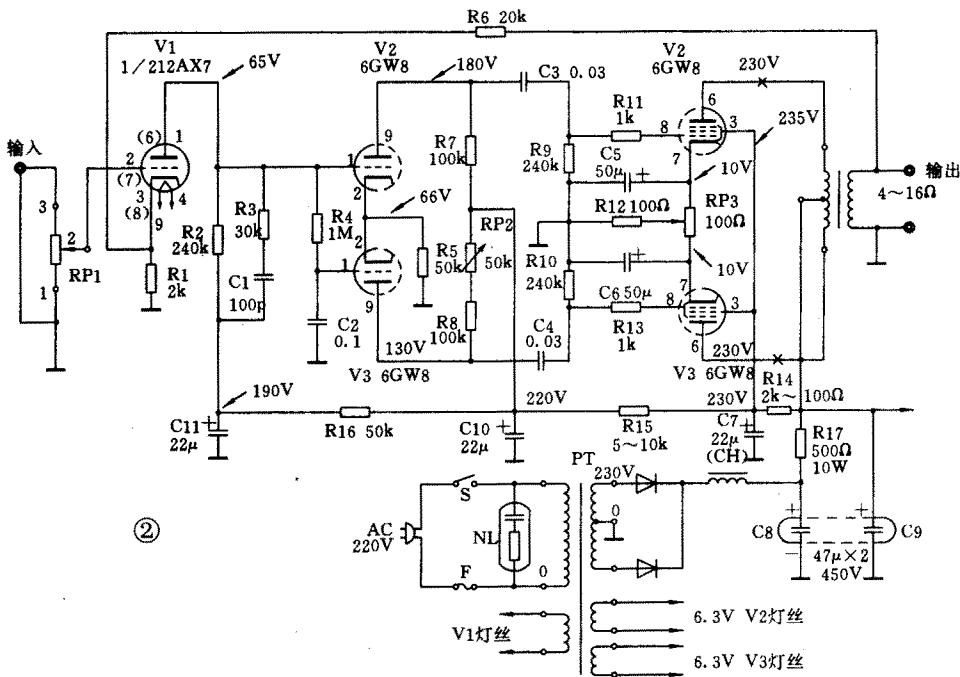 R6 20k
V1
1/212AX7
65V
V2
6GW8
180V
C3 0.03
V2
6GW8
230V
输入
(6)
1
2
(7)
3
(8)
4
9
3
2
1
RP1
R1
2k
R2
240k
R3
30k
C1
100p
R4
1M
C2
0.1
9
1
2
66V
2
1
9
130V
V3 6GW8
R5
50k
R7
100k
RP2
50k
R8
100k
C4
0.03
R9
240k
R10
240k
R11
1k
C5
50μ
R12 100Ω
C6 50μ
R13
1k
6
8
3
7
10V
RP3
100Ω
10V
7
8
3
6
230V
V3 6GW8
235V
输出
4～16Ω
190V
C11
22μ
R16 50k
220V
C10
22μ
R15
5～10k
230V
C7
22μ
R14
2k～100Ω
(CH)
R17
500Ω
10W
PT
230V
0
S
AC
220V
NL
F
0
C8
C9
47μ×2
450V
V1灯丝
6.3V V2灯丝
6.3V V3灯丝
②